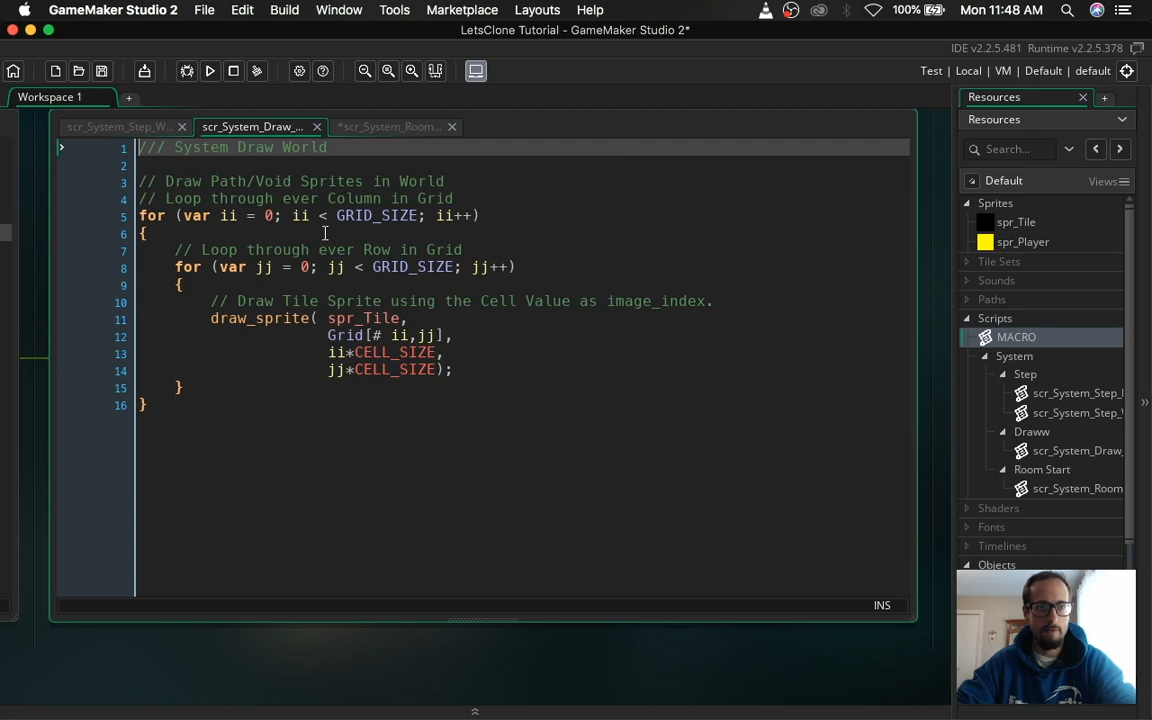 GameMaker Studio 2 File Edit Build Window Tools Marketplace Layouts Help 100% Mon 11:48 AM
LetsClone Tutorial - GameMaker Studio 2*
IDE v2.2.5.481 Runtime v2.2.5.378
Test | Local | VM | Default | default
Workspace 1
Resources
scr_System_Step_W... scr_System_Draw_... *scr_System_Room...
Resources
Search...
Default Views
Sprites
spr_Tile
spr_Player
Tile Sets
Sounds
Paths
Scripts
MACRO
System
Step
scr_System_Step_
scr_System_Step_
Draww
scr_System_Draw_
Room Start
scr_System_Room
Shaders
Fonts
Timelines
Objects
1 /// System Draw World
2
3 // Draw Path/Void Sprites in World
4 // Loop through ever Column in Grid
5 for (var ii = 0; ii < GRID_SIZE; ii++)
6 {
7 // Loop through ever Row in Grid
8 for (var jj = 0; jj < GRID_SIZE; jj++)
9 {
10 // Draw Tile Sprite using the Cell Value as image_index.
11 draw_sprite( spr_Tile,
12 Grid[# ii,jj],
13 ii*CELL_SIZE,
14 jj*CELL_SIZE);
15 }
16 }
INS